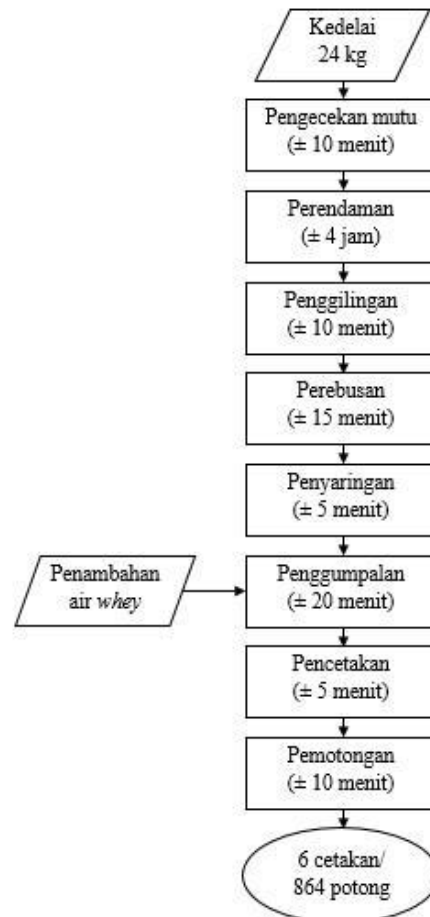 Kedelai
24 kg
Pengecekan mutu
(± 10 menit)
Perendaman
(± 4 jam)
Penggilingan
(± 10 menit)
Perebusan
(± 15 menit)
Penyaringan
(± 5 menit)
Penambahan
air whey
Penggumpalan
(± 20 menit)
Pencetakan
(± 5 menit)
Pemotongan
(± 10 menit)
6 cetakan/
864 potong